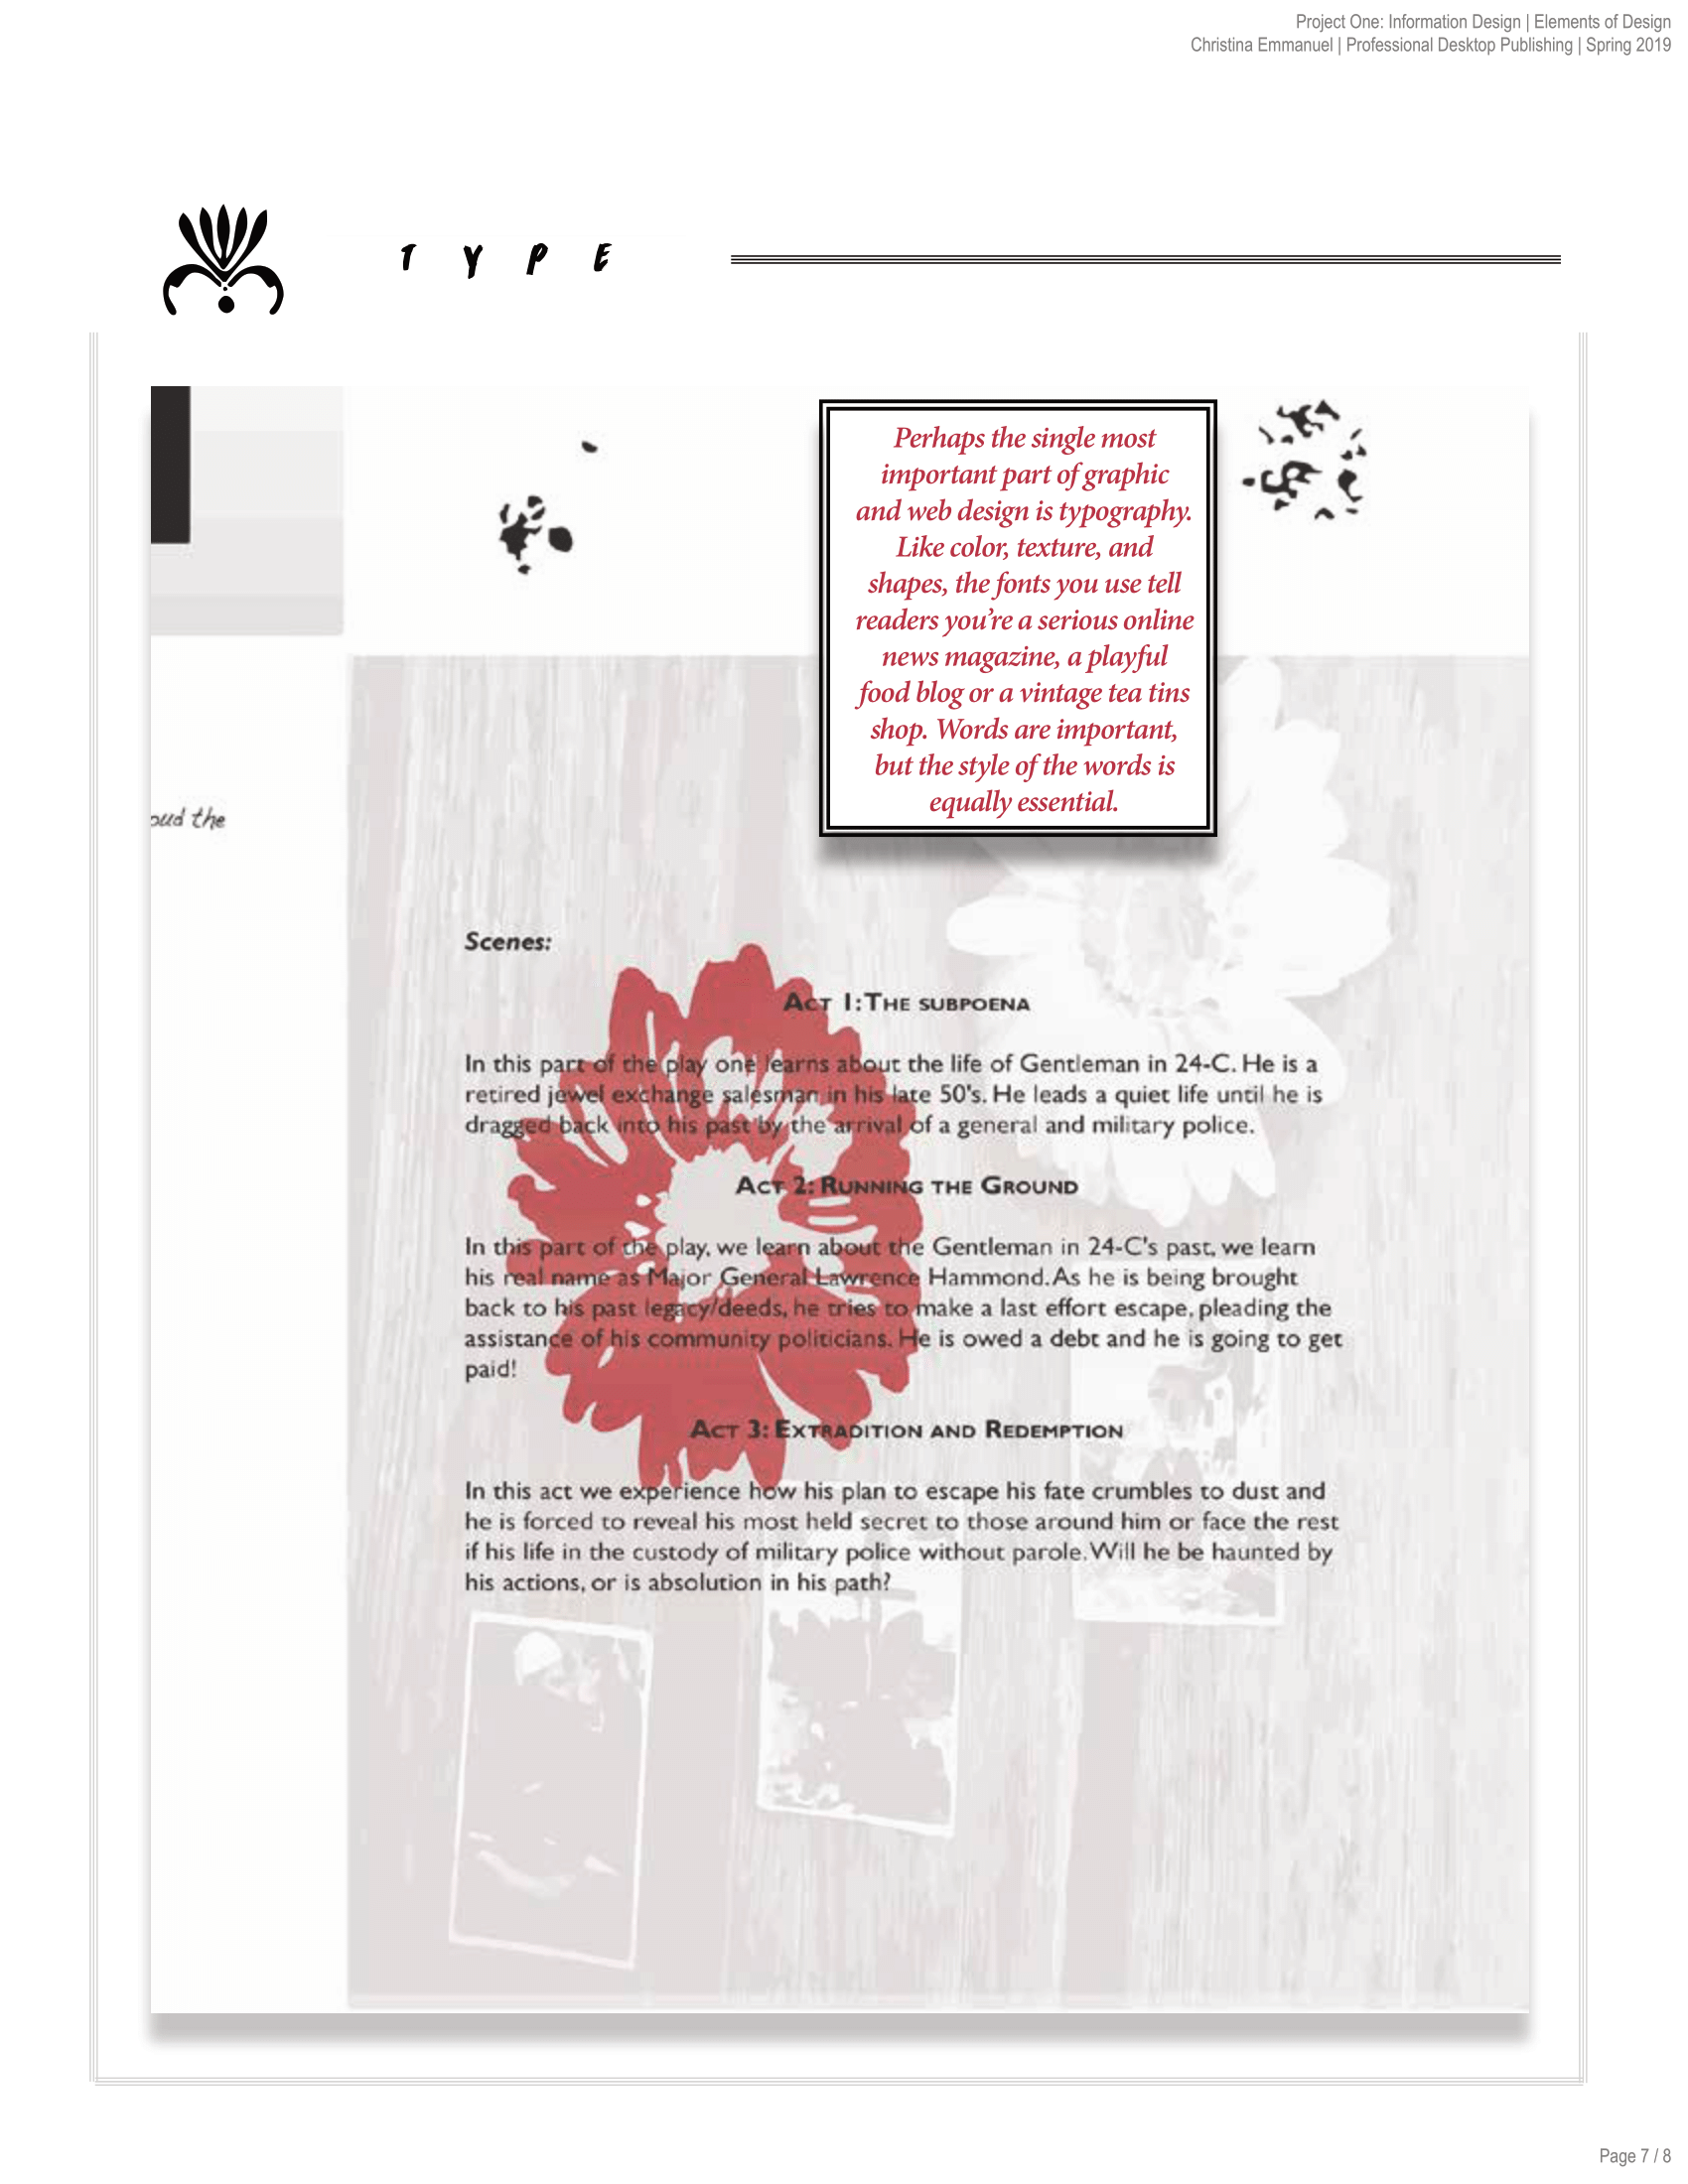 Project One: Information Design | Elements of Design
Christina Emmanuel | Professional Desktop Publishing | Spring 2019
T Y P E
Perhaps the single most
important part of graphic
and web design is typography.
Like color, texture, and
shapes, the fonts you use tell
readers you’re a serious online
news magazine, a playful
food blog or a vintage tea tins
shop. Words are important,
but the style of the words is
equally essential.
oud the
Scenes:
Act 1: The subpoena
In this part of the play one learns about the life of Gentleman in 24-C. He is a
retired jewel exchange salesman in his late 50's. He leads a quiet life until he is
dragged back into his past by the arrival of a general and military police.
Act 2: Running the Ground
In this part of the play, we learn about the Gentleman in 24-C's past, we learn
his real name as Major General Lawrence Hammond. As he is being brought
back to his past legacy/deeds, he tries to make a last effort escape, pleading the
assistance of his community politicians. He is owed a debt and he is going to get
paid!
Act 3: Extradition and Redemption
In this act we experience how his plan to escape his fate crumbles to dust and
he is forced to reveal his most held secret to those around him or face the rest
if his life in the custody of military police without parole. Will he be haunted by
his actions, or is absolution in his path?
Page 7 / 8